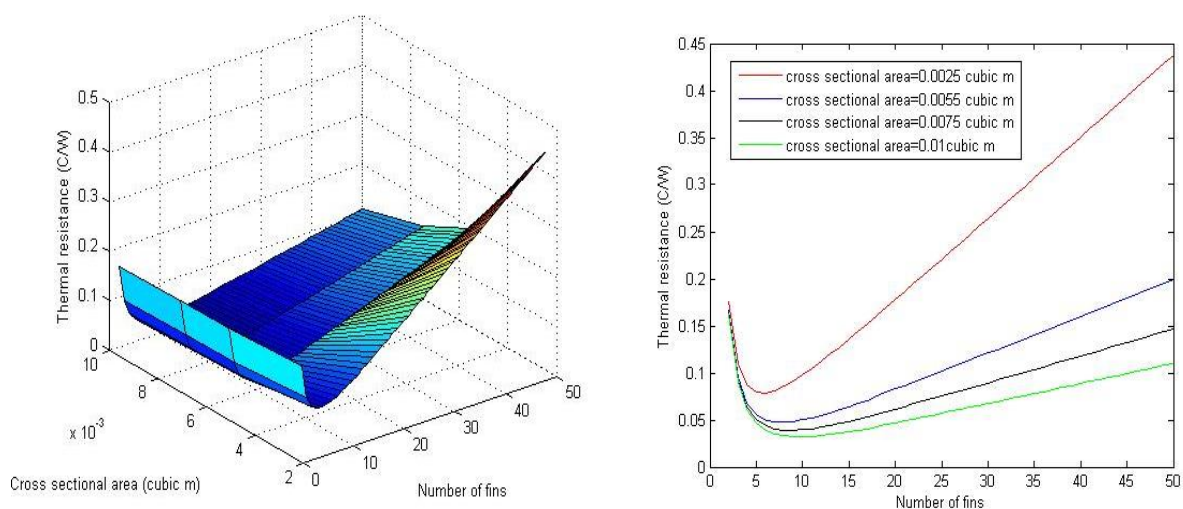 0.5
0.4
0.3
0.2
0.1
0
Thermal resistance (C/W)
10
8
6
4
2
x 10-3
Cross sectional area (cubic m)
0
10
20
30
40
50
Number of fins
0.45
0.4
0.35
0.3
0.25
0.2
0.15
0.1
0.05
0
Thermal resistance (C/W)
cross sectional area=0.0025 cubic m
cross sectional area=0.0055 cubic m
cross sectional area=0.0075 cubic m
cross sectional area=0.01cubic m
0 5 10 15 20 25 30 35 40 45 50
Number of fins